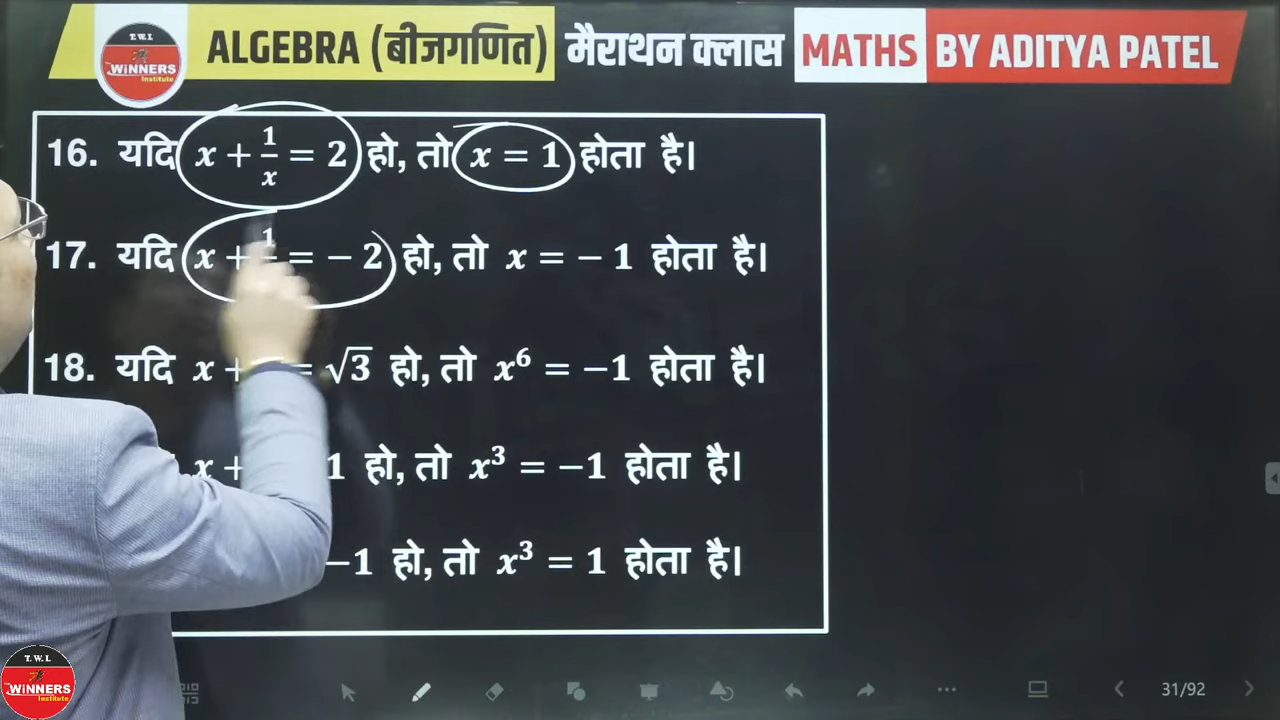 T.W.I.
WiNNERS
Institute
ALGEBRA (बीजगणित) मैराथन क्लास MATHS BY ADITYA PATEL
16. यदि x + 1/x = 2 हो, तो x = 1 होता है।
17. यदि x + 1 = − 2 हो, तो x = − 1 होता है।
18. यदि x + = √3 हो, तो x⁶ = −1 होता है।
x + 1 हो, तो x³ = −1 होता है।
−1 हो, तो x³ = 1 होता है।
T.W.I.
WiNNERS
Institute
31/92